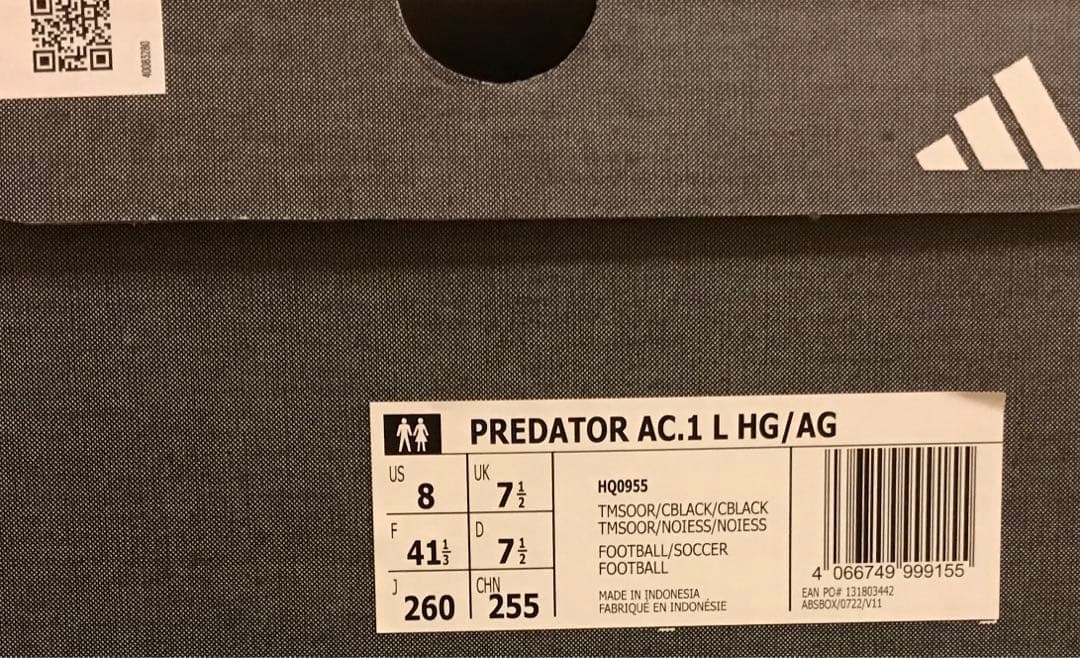 40083280
PREDATOR AC.1 L HG/AG
US 8
UK 7½
F 41⅓
D 7½
J 260
CHN 255
HQ0955
TMSOOR/CBLACK/CBLACK
TMSOOR/NOIESS/NOIESS
FOOTBALL/SOCCER
FOOTBALL
MADE IN INDONESIA
FABRIQUÉ EN INDONÉSIE
4 066749 999155
EAN PO# 131803442
ABSBOX/0722/V11